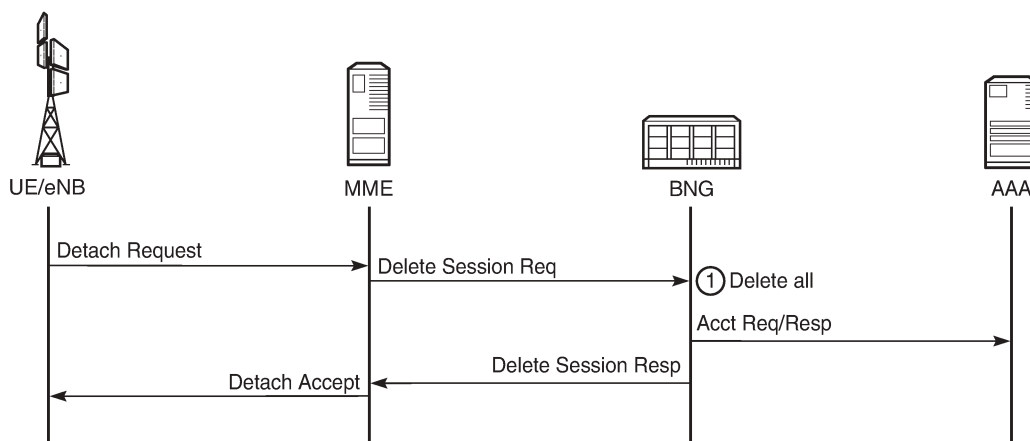 UE/eNB
MME
BNG
AAA
Detach Request
Delete Session Req
1 Delete all
Acct Req/Resp
Delete Session Resp
Detach Accept